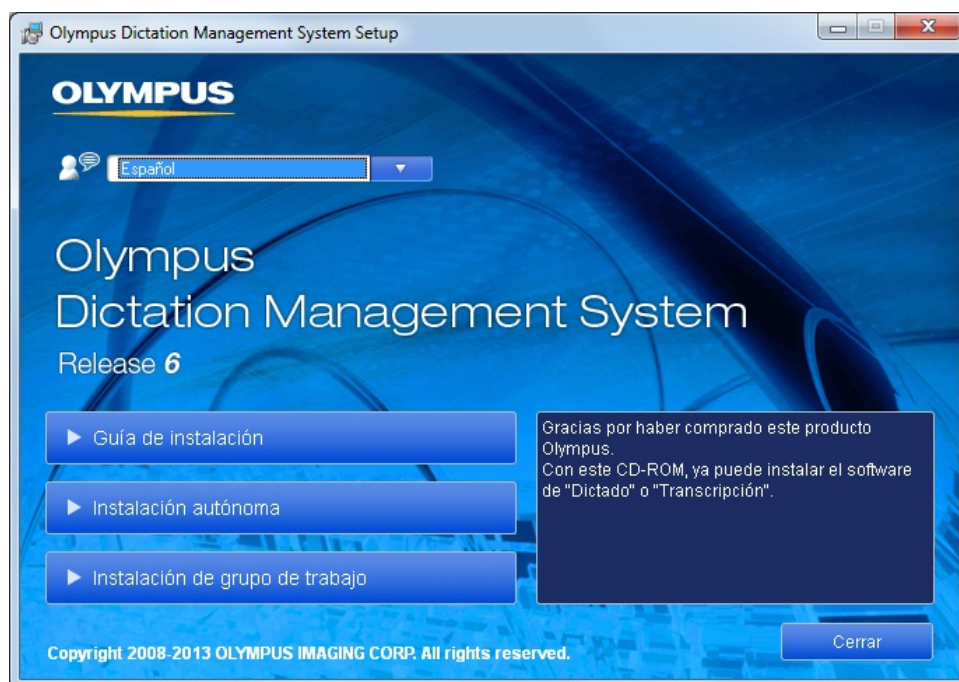 Olympus Dictation Management System Setup
OLYMPUS
Español
Olympus
Dictation Management System
Release 6
Guía de instalación
Instalación autónoma
Instalación de grupo de trabajo
Gracias por haber comprado este producto
Olympus.
Con este CD-ROM, ya puede instalar el software
de "Dictado" o "Transcripción".
Cerrar
Copyright 2008-2013 OLYMPUS IMAGING CORP. All rights reserved.